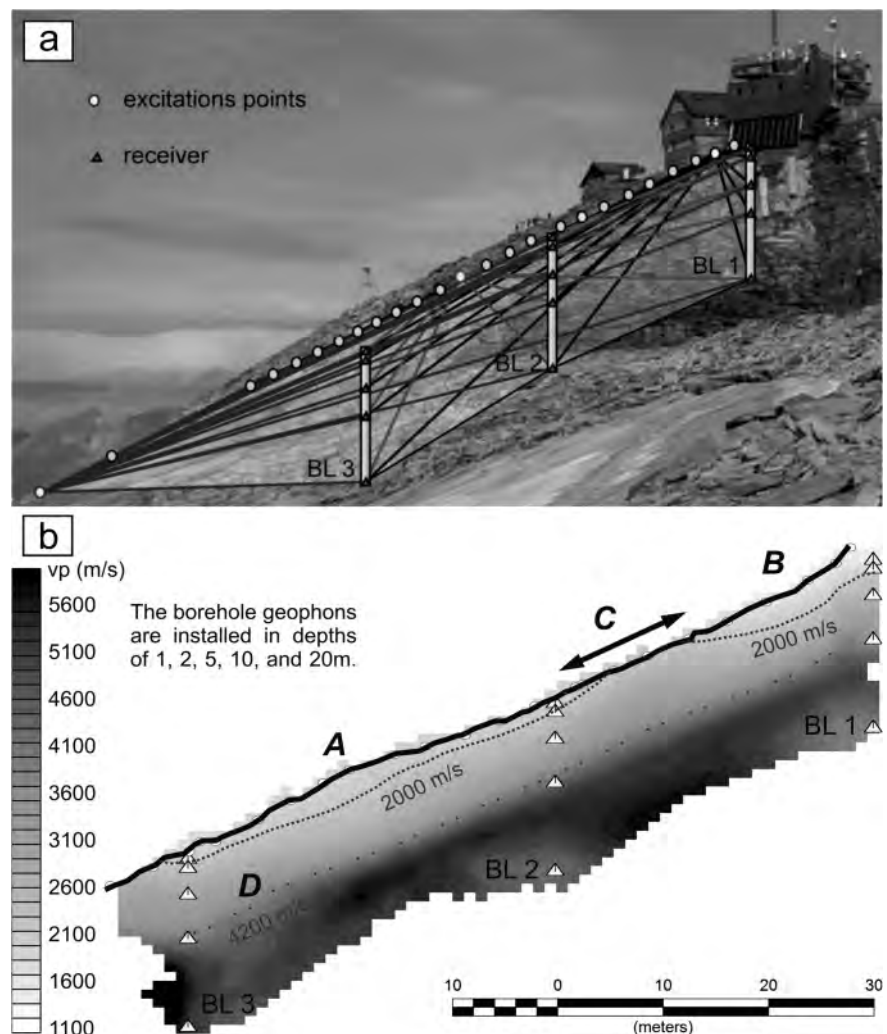 a
excitations points
receiver
BL 1
BL 2
BL 3
b
vp (m/s)
5600
5100
4600
4100
3600
3100
2600
2100
1600
1100
The borehole geophons
are installed in depths
of 1, 2, 5, 10, and 20m.
A
B
C
D
2000 m/s
2000 m/s
4200 m/s
BL 1
BL 2
BL 3
10 0 10 20 30
(meters)